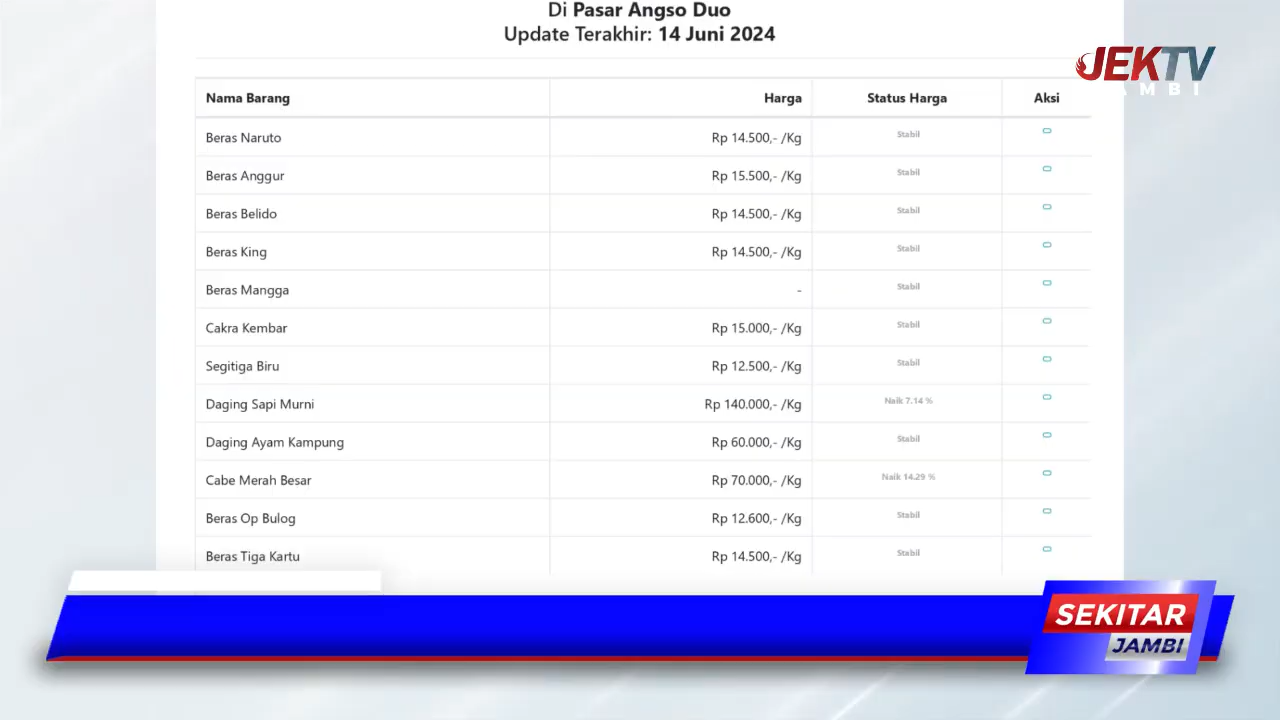 Di Pasar Angso Duo
Update Terakhir: 14 Juni 2024
JEKTV
AMBI
Nama Barang Harga Status Harga Aksi
Beras Naruto Rp 14.500,- /Kg Stabil
Beras Anggur Rp 15.500,- /Kg Stabil
Beras Belido Rp 14.500,- /Kg Stabil
Beras King Rp 14.500,- /Kg Stabil
Beras Mangga - Stabil
Cakra Kembar Rp 15.000,- /Kg Stabil
Segitiga Biru Rp 12.500,- /Kg Stabil
Daging Sapi Murni Rp 140.000,- /Kg Naik 7.14 %
Daging Ayam Kampung Rp 60.000,- /Kg Stabil
Cabe Merah Besar Rp 70.000,- /Kg Naik 14.29 %
Beras Op Bulog Rp 12.600,- /Kg Stabil
Beras Tiga Kartu Rp 14.500,- /Kg Stabil
SEKITAR
JAMBI